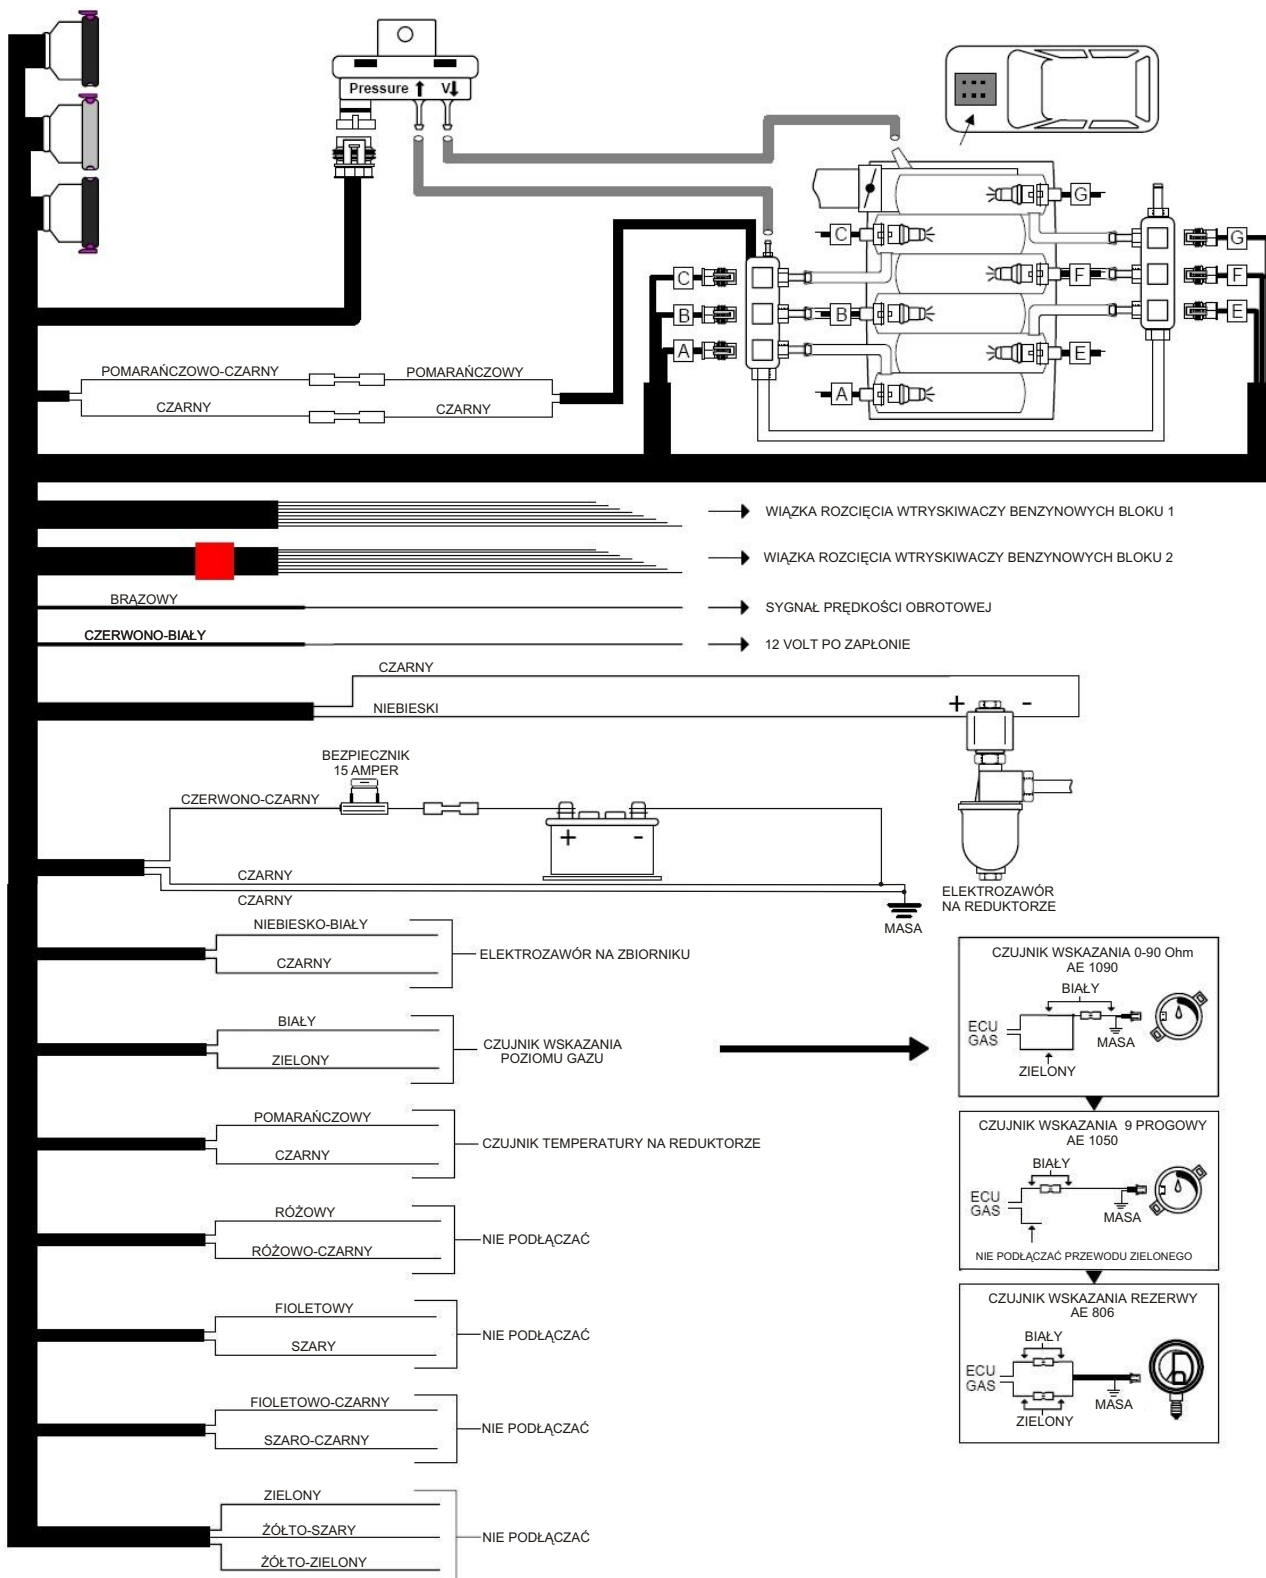 Pressure V
G
C
G
C
F
F
B
B
E
A
E
A
POMARAŃCZOWO-CZARNY POMARAŃCZOWY
CZARNY CZARNY
WIĄZKA ROZCIĘCIA WTRYSKIWACZY BENZYNOWYCH BLOKU 1
WIĄZKA ROZCIĘCIA WTRYSKIWACZY BENZYNOWYCH BLOKU 2
BRĄZOWY
SYGNAŁ PRĘDKOŚCI OBROTOWEJ
CZERWONO-BIAŁY
12 VOLT PO ZAPŁONIE
CZARNY
NIEBIESKI
+ -
BEZPIECZNIK
15 AMPER
CZERWONO-CZARNY
+ -
CZARNY
CZARNY
MASA
ELEKTROZAWÓR
NA REDUKTORZE
NIEBIESKO-BIAŁY
CZARNY
ELEKTROZAWÓR NA ZBIORNIKU
BIAŁY
ZIELONY
CZUJNIK WSKAZANIA
POZIOMU GAZU
POMARAŃCZOWY
CZARNY
CZUJNIK TEMPERATURY NA REDUKTORZE
RÓŻOWY
RÓŻOWO-CZARNY
NIE PODŁĄCZAĆ
FIOLETOWY
SZARY
NIE PODŁĄCZAĆ
FIOLETOWO-CZARNY
SZARO-CZARNY
NIE PODŁĄCZAĆ
ZIELONY
ŻÓŁTO-SZARY
ŻÓŁTO-ZIELONY
NIE PODŁĄCZAĆ
CZUJNIK WSKAZANIA 0-90 Ohm
AE 1090
BIAŁY
ECU
GAS
MASA
ZIELONY
CZUJNIK WSKAZANIA 9 PROGOWY
AE 1050
BIAŁY
ECU
GAS
MASA
NIE PODŁĄCZAĆ PRZEWODU ZIELONEGO
CZUJNIK WSKAZANIA REZERWY
AE 806
BIAŁY
ECU
GAS
MASA
ZIELONY